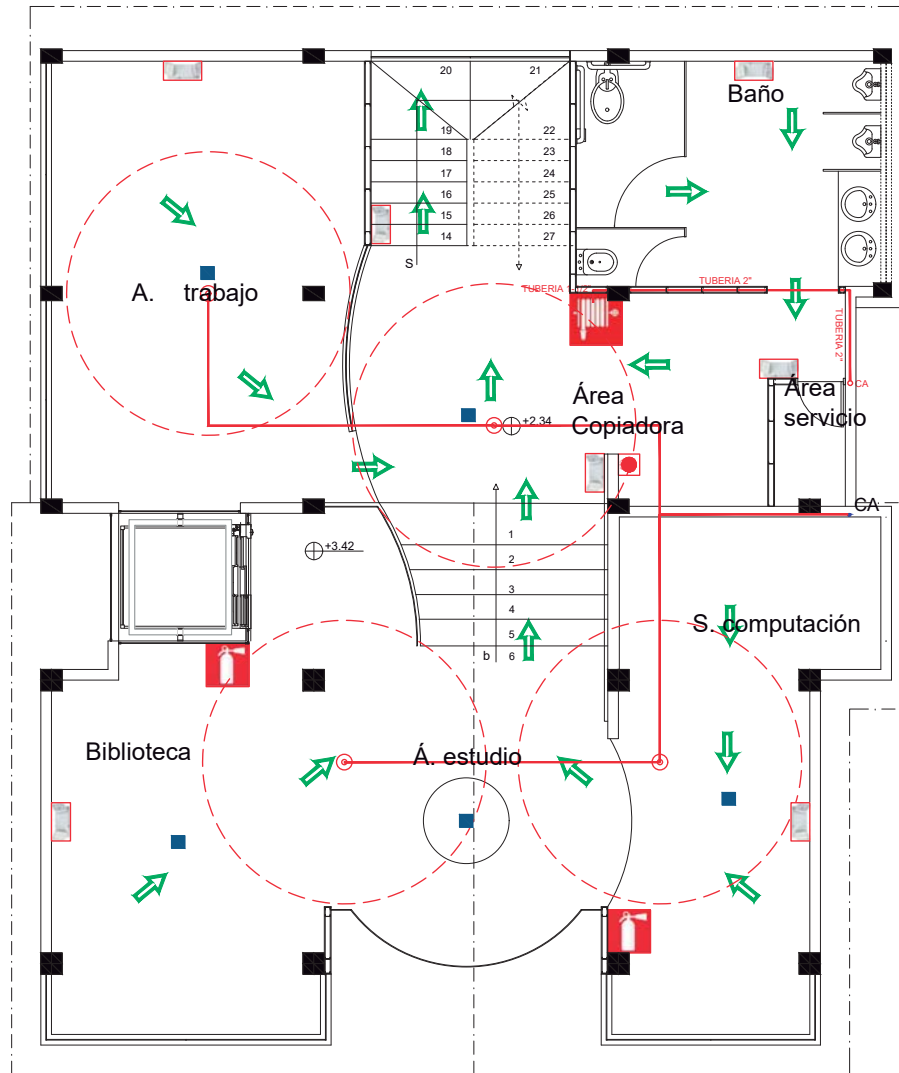 20
21
Baño
19
22
18
23
17
24
16
25
15
26
14
27
S
TUBERIA 2"
TUBERIA 2"
A. trabajo
CA
Área
Copiadora
Área
servicio
+2.34
CA
+3.42
1
2
3
4
5
6
b
S. computación
Biblioteca
Á. estudio